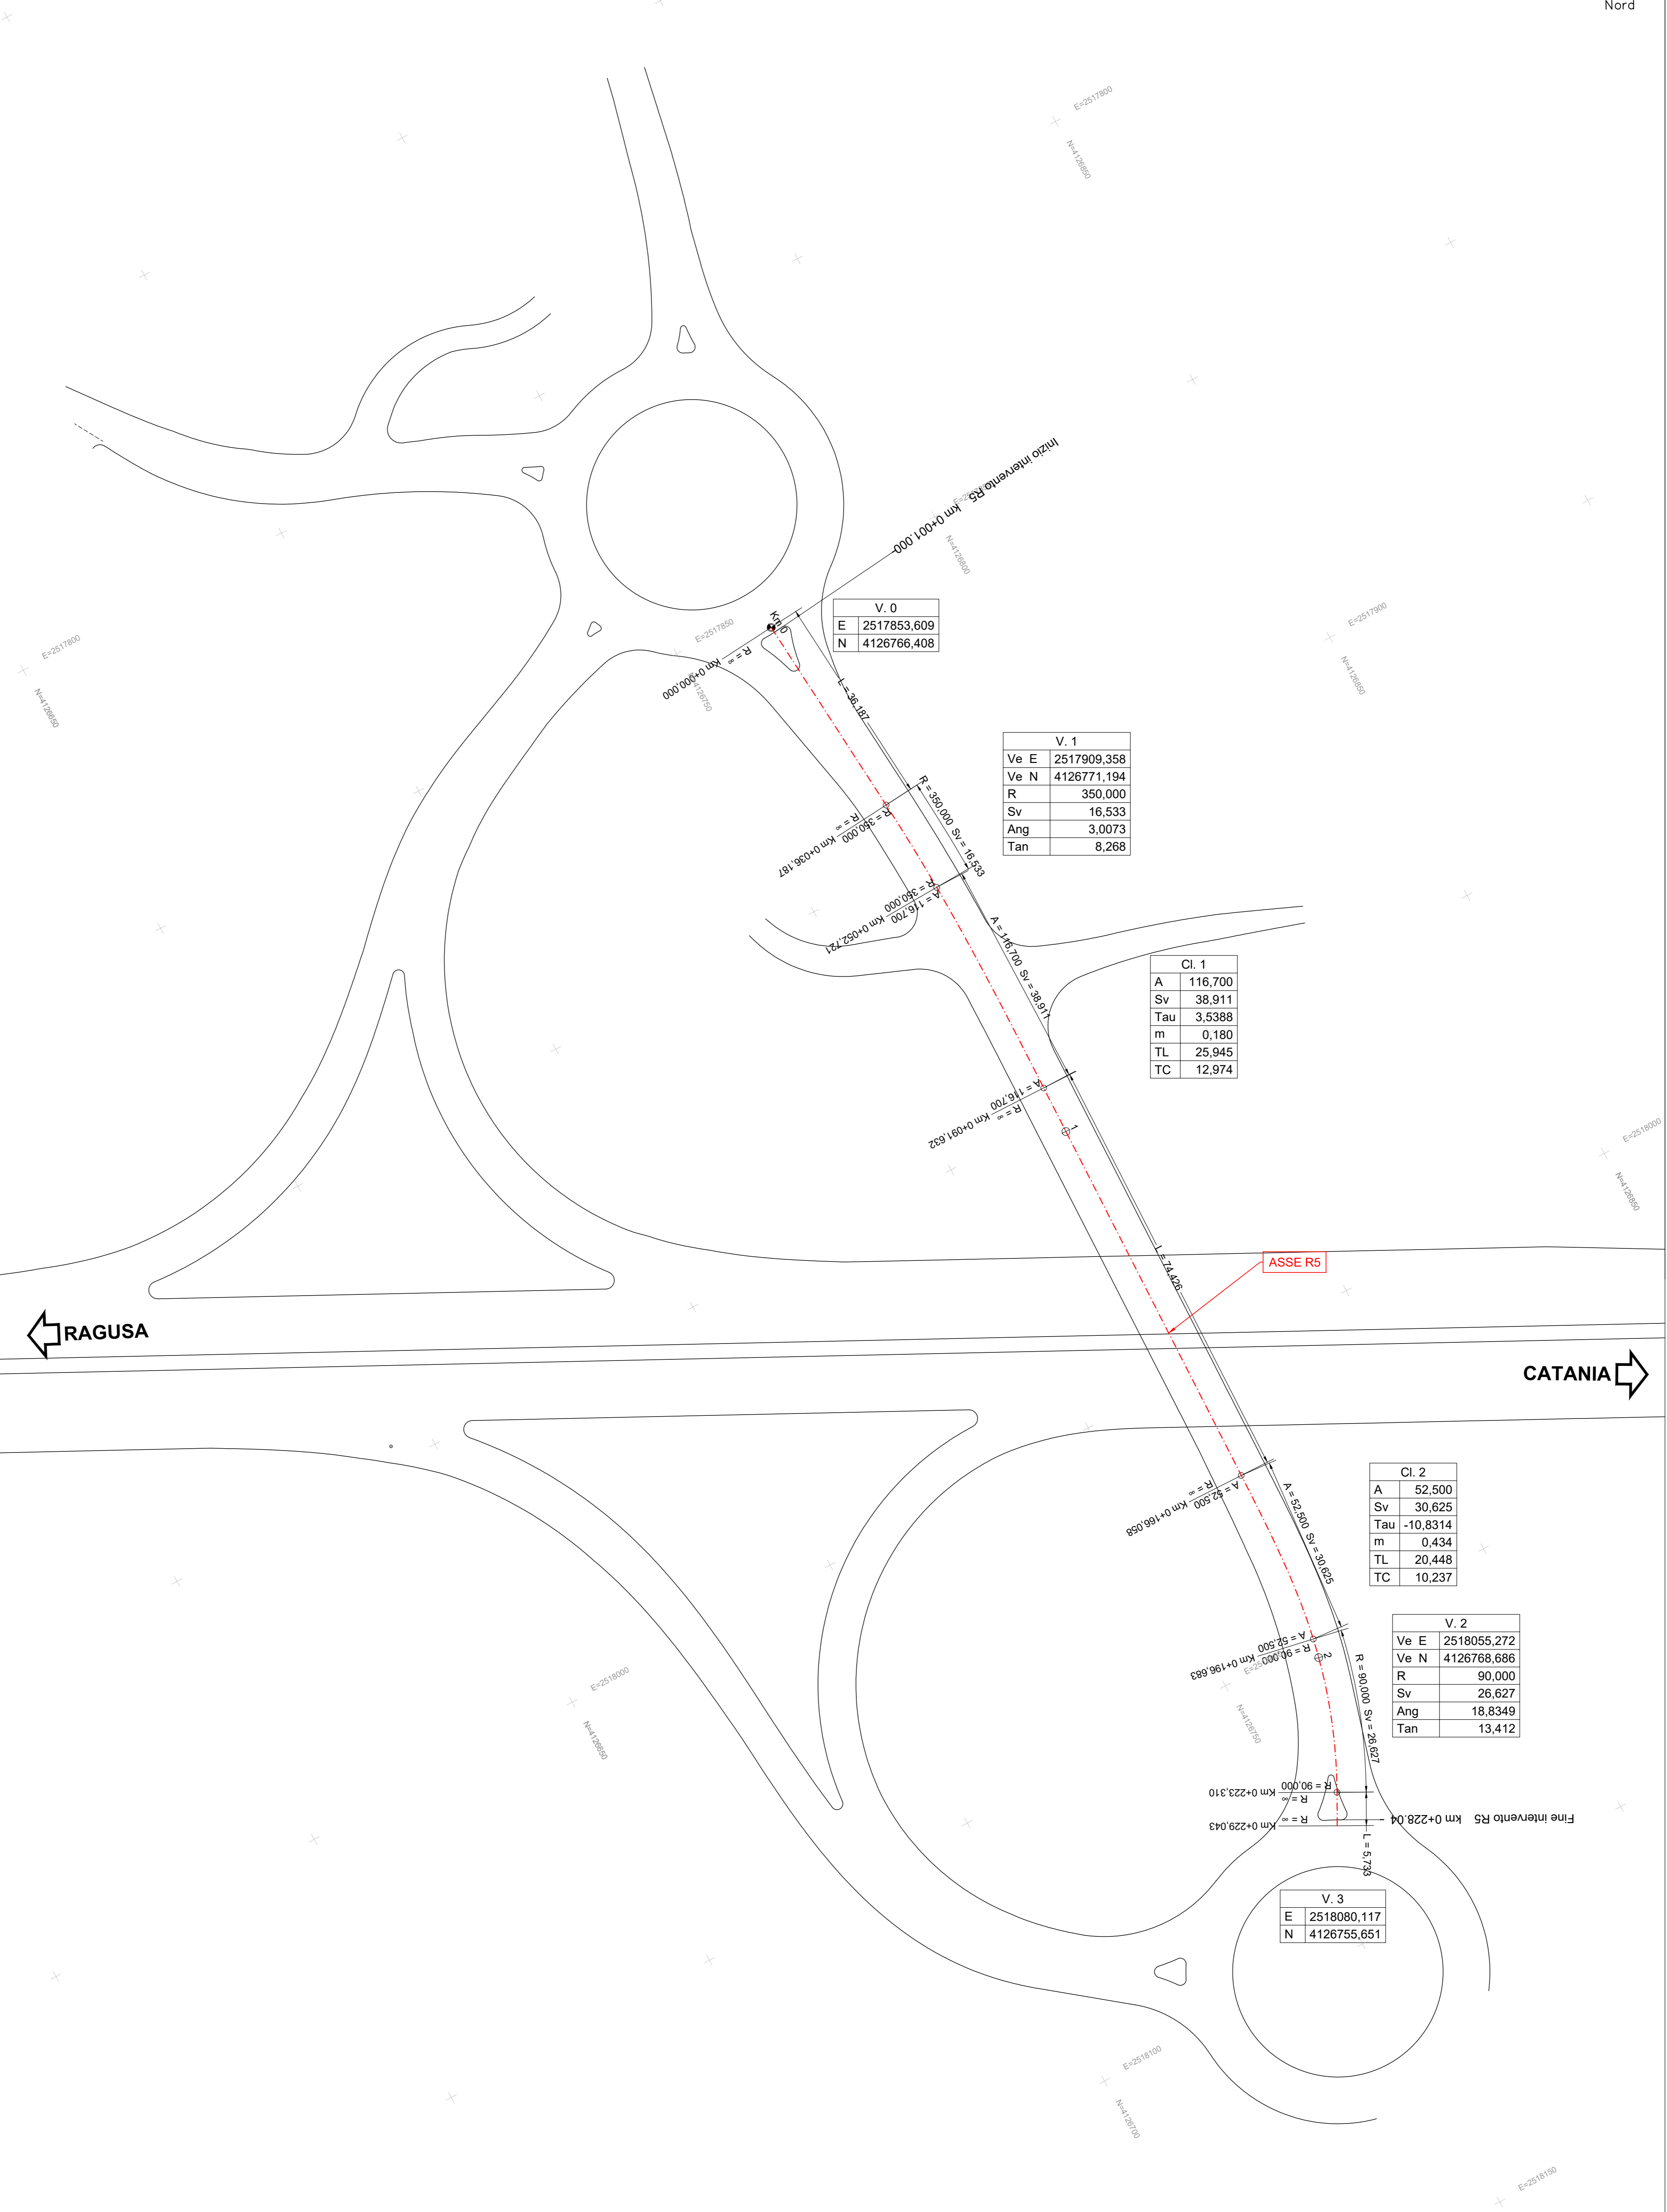 Nord
E=2517800
N=4126850
Inizio intervento R5 km 0+001.000
N=4126800
E=2517850
N=4126750
E=2517800
N=4126650
E=2517900
N=4126850
Km 0
R = ∞ Km 0+000,000
V. 0
E 2517853,609
N 4126766,408
L = 36,187
V. 1
Ve E 2517909,358
Ve N 4126771,194
R 350,000
Sv 16,533
Ang 3,0073
Tan 8,268
R = 350,000 Sv = 16,533
R = ∞
R = 350,000
Km 0+036,187
R = 350,000
A = 116,700
Km 0+052,721
A = 116,700 Sv = 38,911
Cl. 1
A 116,700
Sv 38,911
Tau 3,5388
m 0,180
TL 25,945
TC 12,974
A = 116,700
R = ∞
Km 0+091,632
1
E=2518000
N=4126850
L = 74,426
ASSE R5
RAGUSA
CATANIA
R = ∞
A = 52,500
Km 0+166,058
A = 52,500 Sv = 30,625
Cl. 2
A 52,500
Sv 30,625
Tau -10,8314
m 0,434
TL 20,448
TC 10,237
A = 52,500
R = 90,000
Km 0+196,683
2
V. 2
Ve E 2518055,272
Ve N 4126768,686
R 90,000
Sv 26,627
Ang 18,8349
Tan 13,412
R = 90,000 Sv = 26,627
E=2518000
N=4126650
N=4126750
R = 90,000
R = ∞
Km 0+223,310
R = ∞
Km 0+229,043
Fine intervento R5 km 0+228.04
L = 5,733
V. 3
E 2518080,117
N 4126755,651
E=2518100
N=4126700
E=2518150